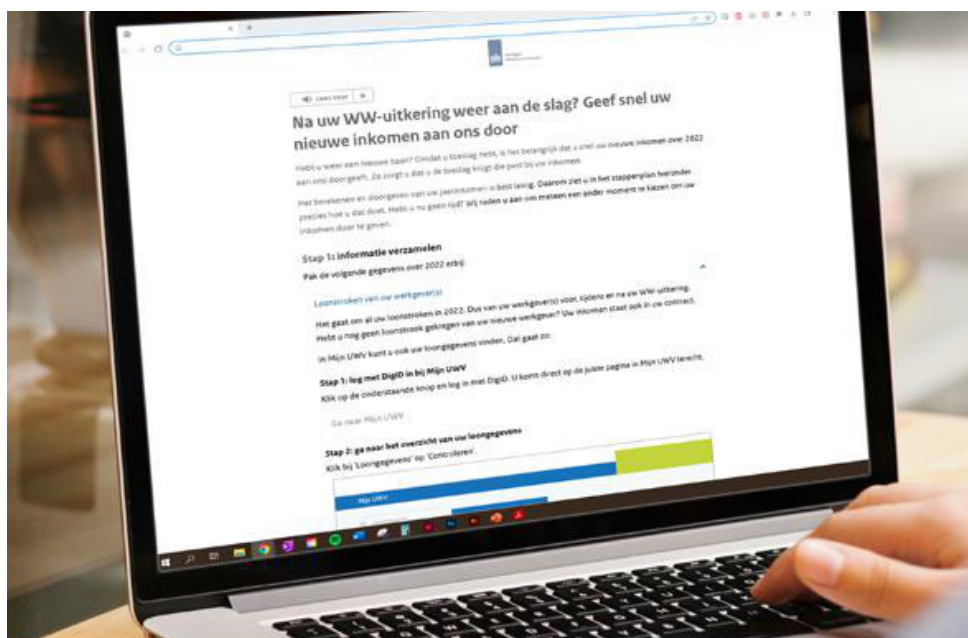 Lees voor
Na uw WW-uitkering weer aan de slag? Geef snel uw
nieuwe inkomen aan ons door
Hebt u weer een nieuwe baan? Omdat u toeslag hebt, is het belangrijk dat u snel uw nieuwe inkomen over 2022
aan ons doorgeeft. Zo zorgt u dat u de toeslag krijgt die past bij uw inkomen.
Het berekenen en doorgeven van uw jaarinkomen is best lastig. Daarom ziet u in het stappenplan hieronder
precies hoe u dat doet. Hebt u nu geen tijd? Wij raden u aan om meteen een ander moment te kiezen om uw
inkomen door te geven.
Stap 1: informatie verzamelen
Pak de volgende gegevens over 2022 erbij:
Loonstroken van uw werkgever(s)
Het gaat om al uw loonstroken in 2022. Dus van uw werkgever(s) voor, tijdens en na uw WW-uitkering.
Hebt u nog geen loonstrook gekregen van uw nieuwe werkgever? Uw inkomen staat ook in uw contract.
In Mijn UWV kunt u ook uw loongegevens vinden. Dat gaat zo:
Stap 1: log met DigiD in bij Mijn UWV
Klik op de onderstaande knop en log in met DigiD. U komt direct op de juiste pagina in Mijn UWV terecht.
Ga naar Mijn UWV
Stap 2: ga naar het overzicht van uw loongegevens
Klik bij 'Loongegevens' op 'Controleren'.
Mijn UWV